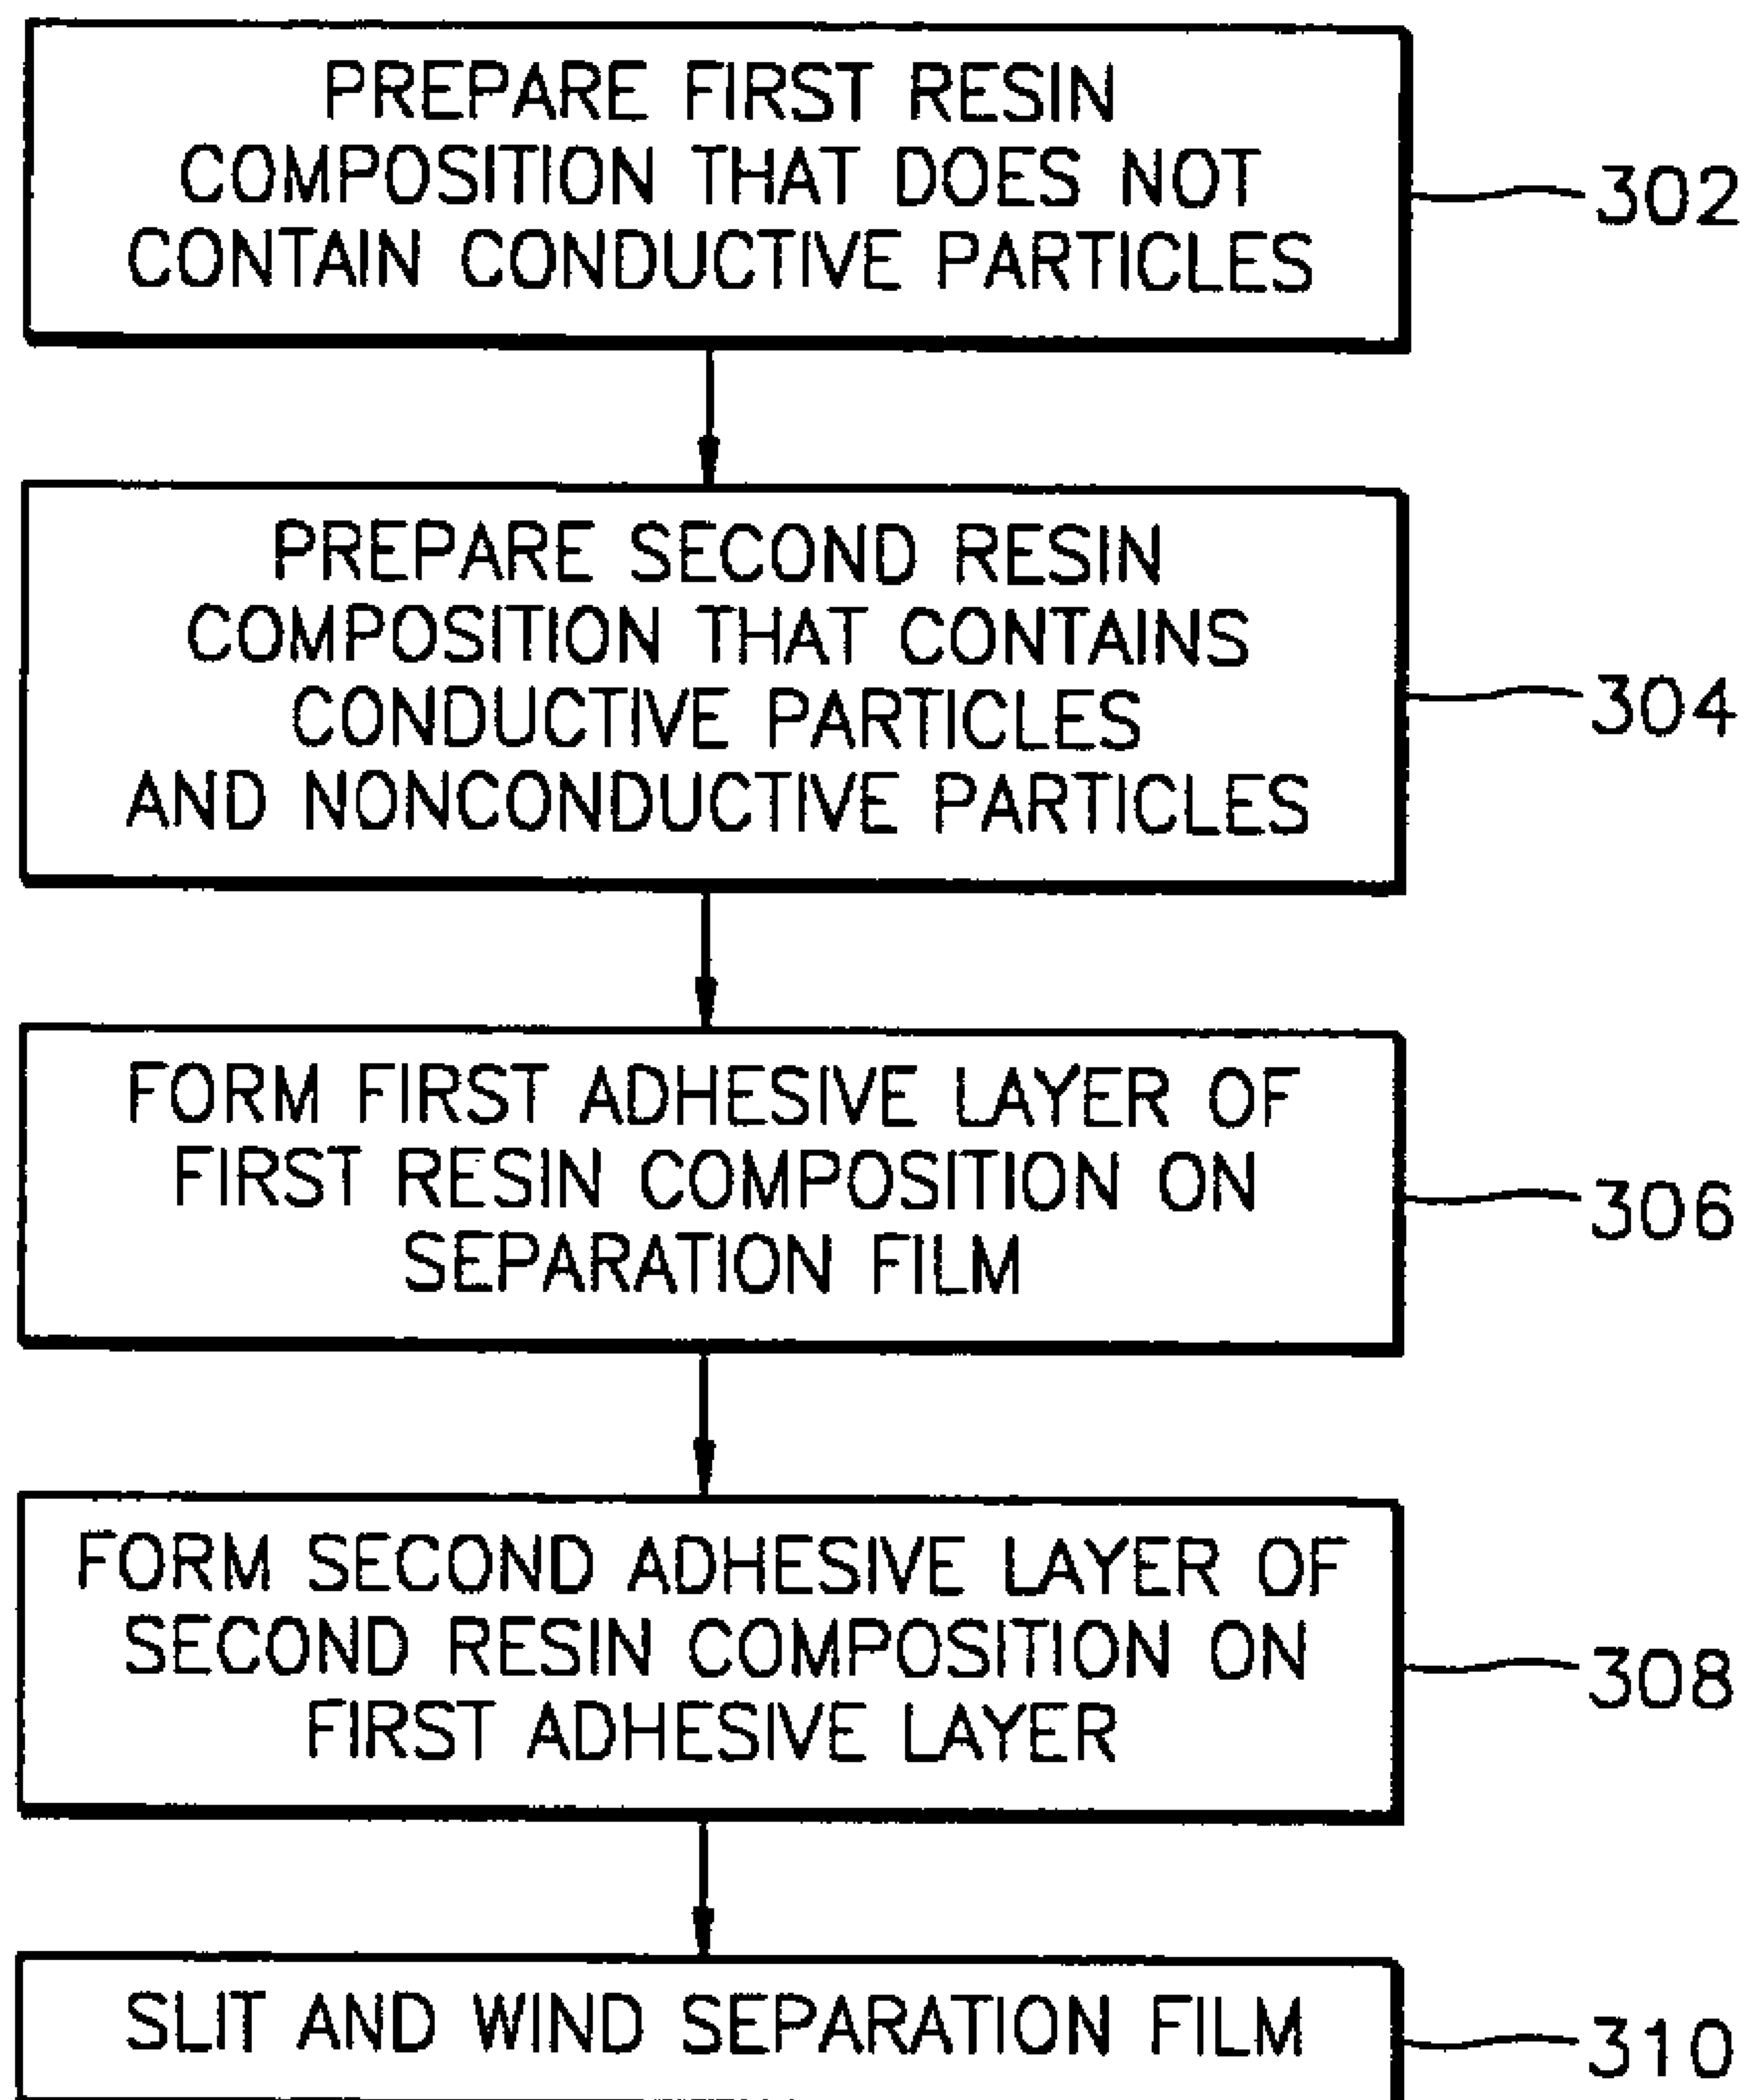 PREPARE FIRST RESIN
COMPOSITION THAT DOES NOT
CONTAIN CONDUCTIVE PARTICLES
302
PREPARE SECOND RESIN
COMPOSITION THAT CONTAINS
CONDUCTIVE PARTICLES
AND NONCONDUCTIVE PARTICLES
304
FORM FIRST ADHESIVE LAYER OF
FIRST RESIN COMPOSITION ON
SEPARATION FILM
306
FORM SECOND ADHESIVE LAYER OF
SECOND RESIN COMPOSITION ON
FIRST ADHESIVE LAYER
308
SLIT AND WIND SEPARATION FILM
310